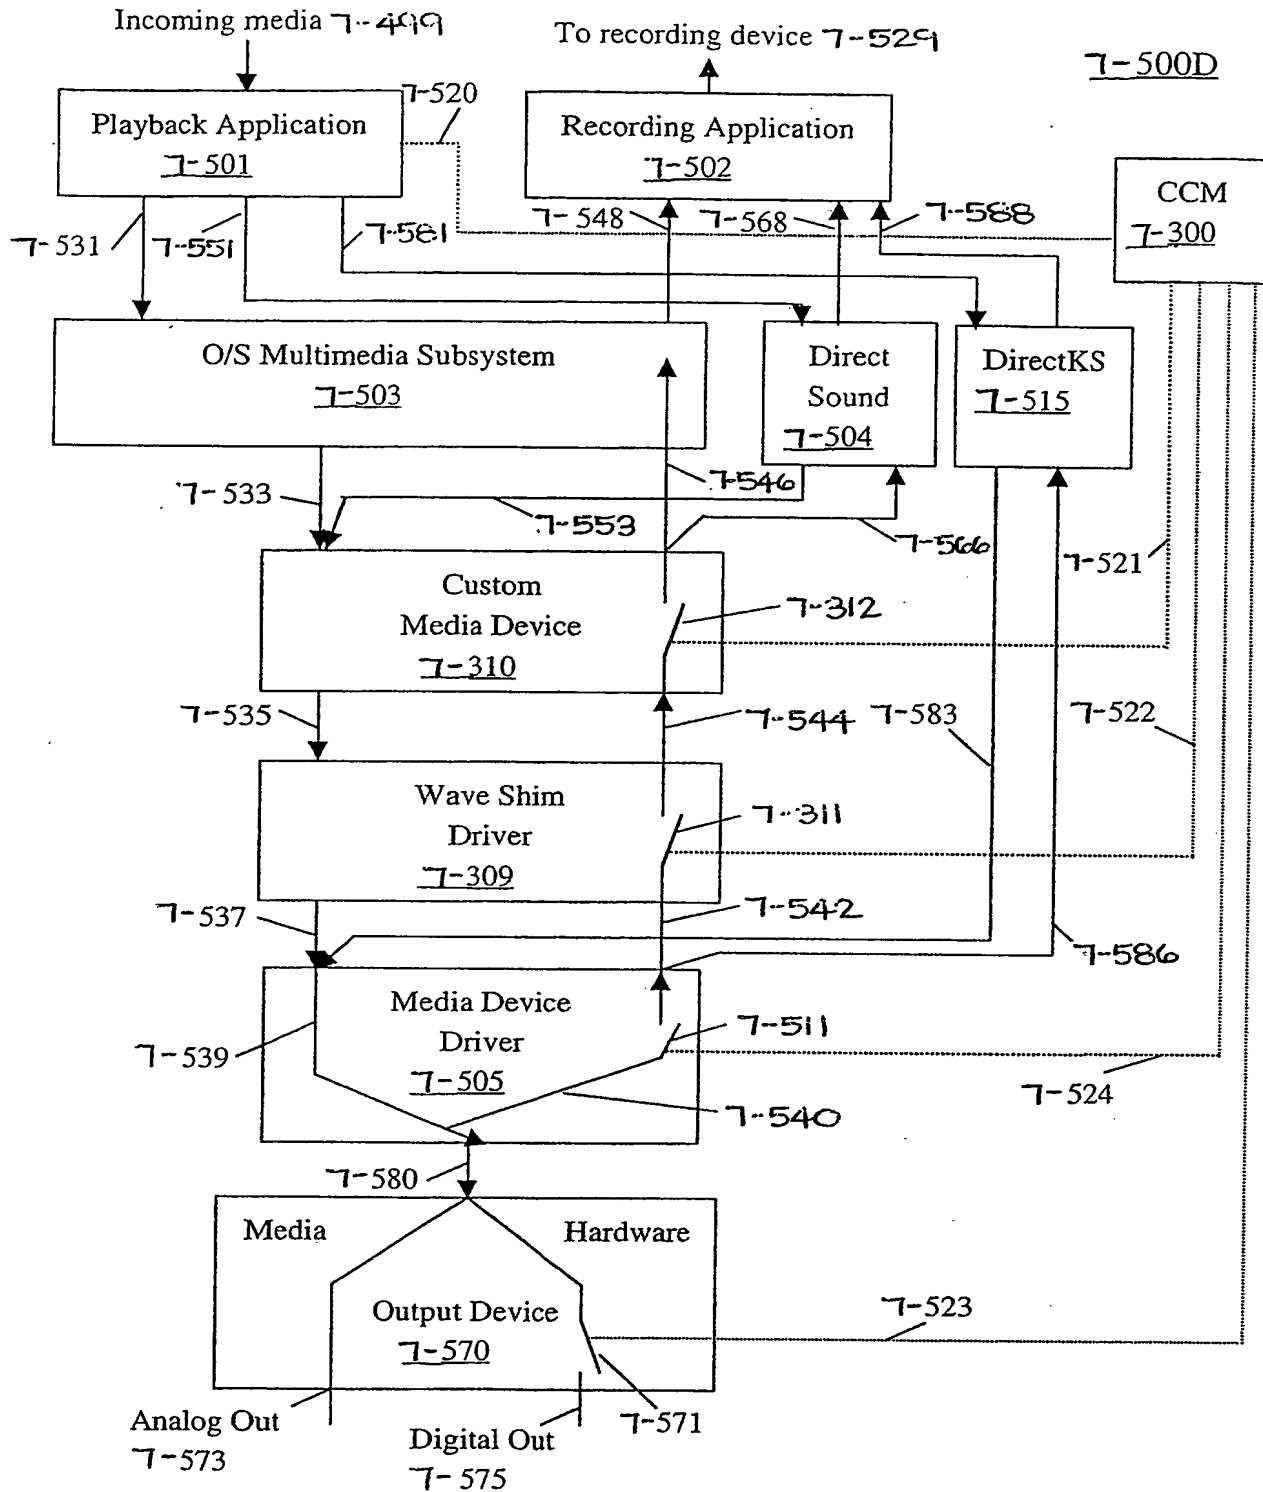 Incoming media 7-499
To recording device 7-529
7-500D
7-520
Playback Application
7-501
Recording Application
7-502
CCM
7-300
7-531
7-551
7-581
7-548
7-568
7-588
O/S Multimedia Subsystem
7-503
Direct
Sound
7-504
DirectKS
7-515
7-533
7-553
7-546
7-566
7-521
Custom
Media Device
7-310
7-312
7-535
7-544
7-583
7-522
Wave Shim
Driver
7-309
7-311
7-537
7-542
7-586
Media Device
Driver
7-505
7-511
7-539
7-540
7-524
7-580
Media
Hardware
Output Device
7-570
7-523
7-571
Analog Out
7-573
Digital Out
7-575